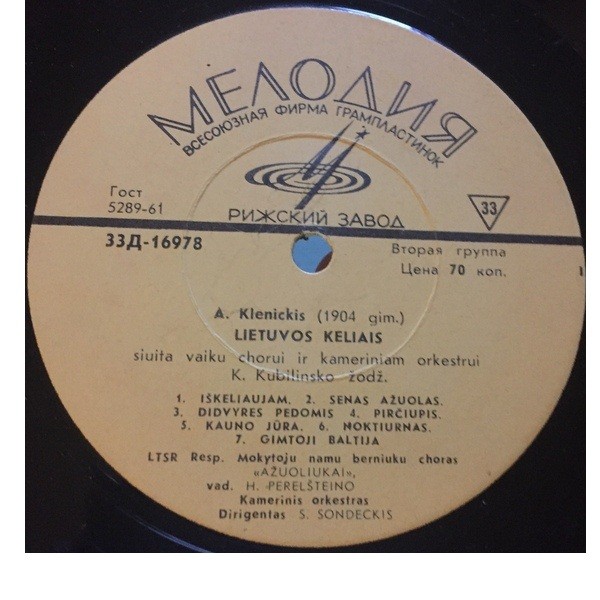 МЕЛОДИЯ
ВСЕСОЮЗНАЯ ФИРМА ГРАМПЛАСТИНОК
Гост
5289-61
РИЖСКИЙ ЗАВОД
33
33Д-16978
Вторая группа
Цена 70 коп.
A. Klenickis (1904 gim.)
LIETUVOS KELIAIS
siuita vaiku chorui ir kameriniam orkestrui
K. Kubilinsko žodž.
1. IŠKELIAUJAM, 2. SENAS AŽUOLAS.
3. DIDVYRES PEDOMIS 4. PIRČIUPIS.
5. KAUNO JŪRA, 6. NOKTIURNAS.
7. GIMTOJI BALTIJA
LTSR Resp. Mokytoju namu berniuku choras
«AŽUOLIUKAI»,
vad. H. PERELŠTEINO
Kamerinis orkestras
Dirigentas S. SONDECKIS